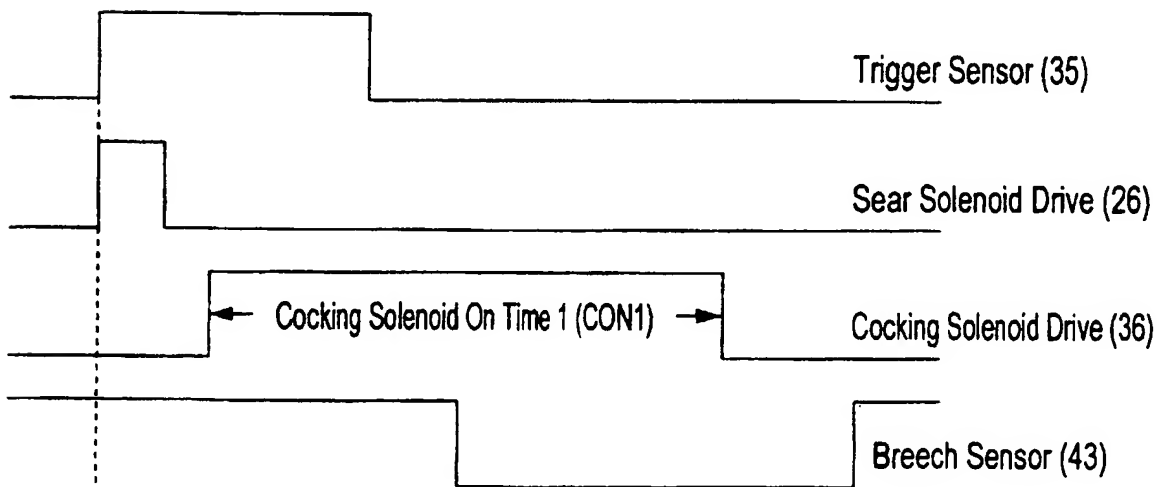 Trigger Sensor (35)
Sear Solenoid Drive (26)
Cocking Solenoid On Time 1 (CON1)
Cocking Solenoid Drive (36)
Breech Sensor (43)